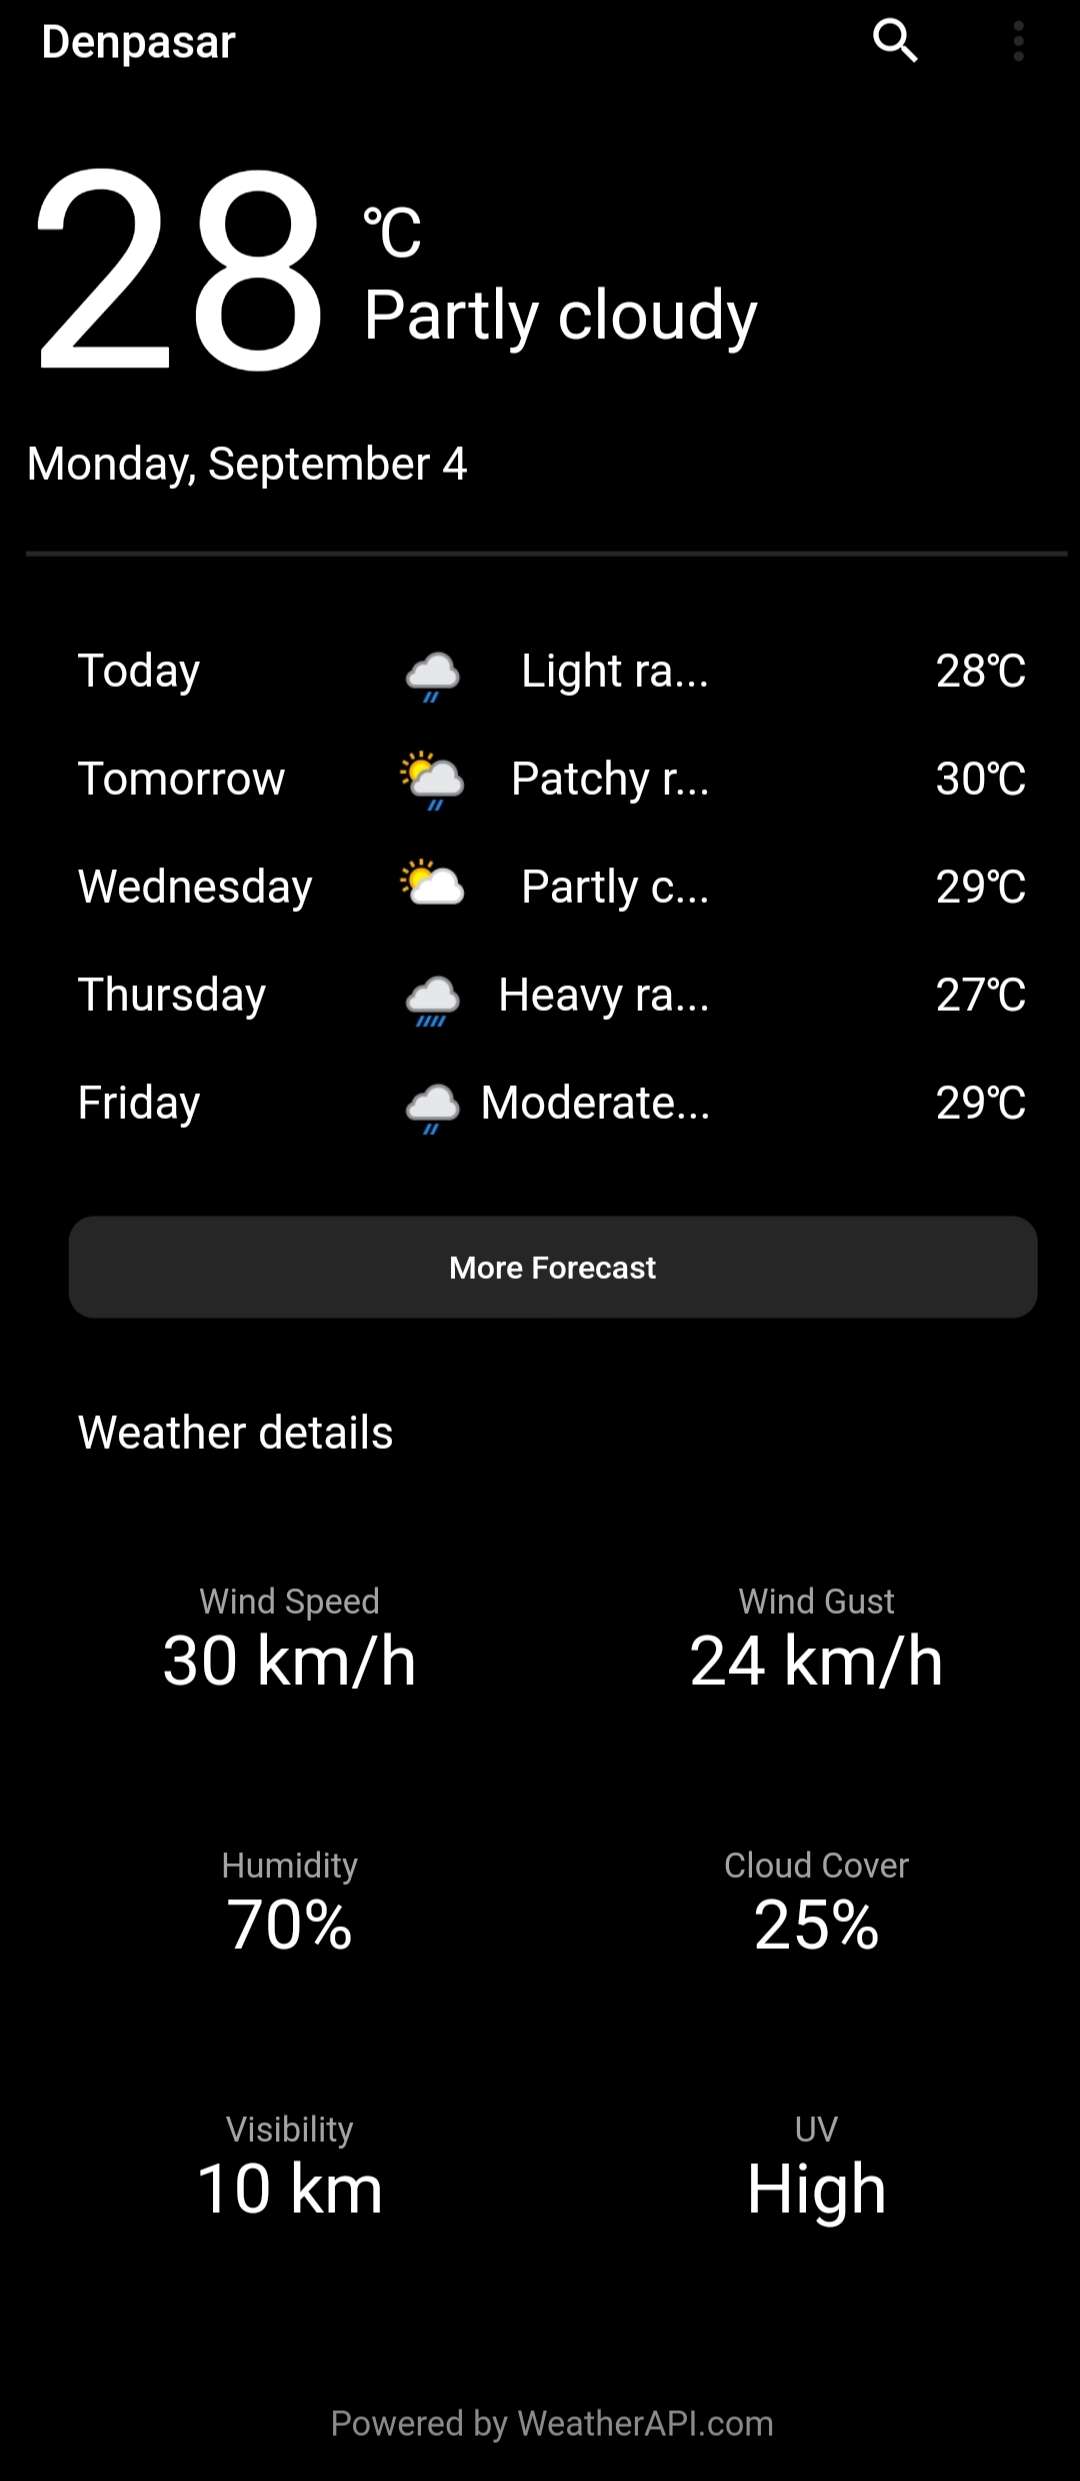 Denpasar
28 ℃
Partly cloudy
Monday, September 4
Today Light ra... 28℃
Tomorrow Patchy r... 30℃
Wednesday Partly c... 29℃
Thursday Heavy ra... 27℃
Friday Moderate... 29℃
More Forecast
Weather details
Wind Speed Wind Gust
30 km/h 24 km/h
Humidity Cloud Cover
70% 25%
Visibility UV
10 km High
Powered by WeatherAPI.com